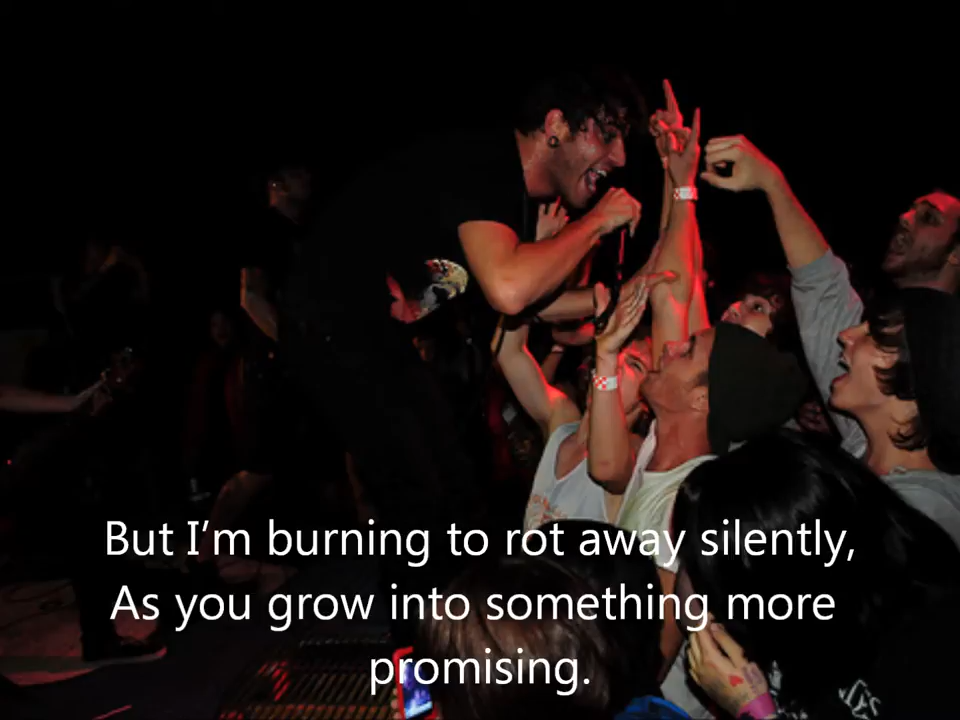 But I’m burning to rot away silently,
As you grow into something more
promising.